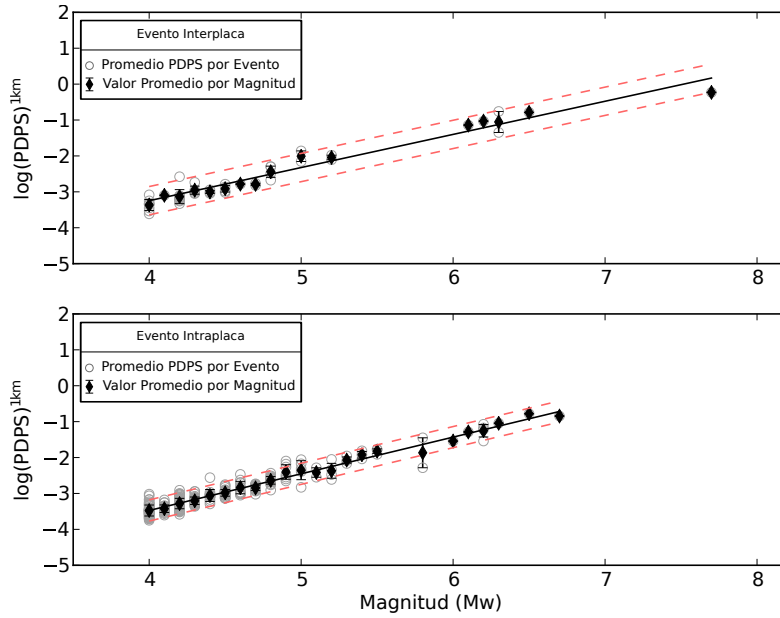 2
1
0
−1
−2
−3
−4
−5
log(PDPS)^1km
Evento Interplaca
Promedio PDPS por Evento
Valor Promedio por Magnitud
4 5 6 7 8
2
1
0
−1
−2
−3
−4
−5
log(PDPS)^1km
Evento Intraplaca
Promedio PDPS por Evento
Valor Promedio por Magnitud
4 5 6 7 8
Magnitud (Mw)